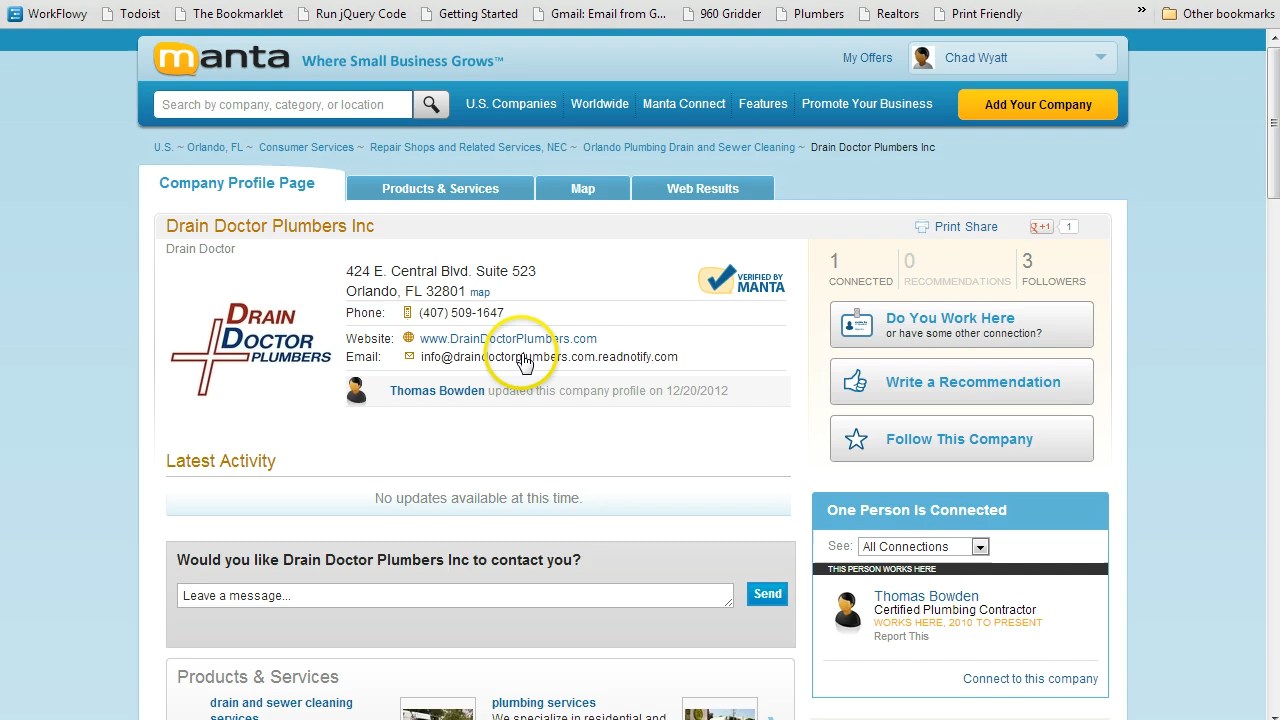 WorkFlowy Todoist The Bookmarklet Run jQuery Code Getting Started Gmail: Email from G... 960 Gridder Plumbers Realtors Print Friendly » Other bookmarks
manta Where Small Business Grows™ My Offers Chad Wyatt
Search by company, category, or location U.S. Companies Worldwide Manta Connect Features Promote Your Business Add Your Company
U.S. ~ Orlando, FL ~ Consumer Services ~ Repair Shops and Related Services, NEC ~ Orlando Plumbing Drain and Sewer Cleaning ~ Drain Doctor Plumbers Inc
Company Profile Page Products & Services Map Web Results
Drain Doctor Plumbers Inc Print Share +1 1
Drain Doctor
424 E. Central Blvd. Suite 523
Orlando, FL 32801 map
VERIFIED BY
MANTA
Phone: (407) 509-1647
Website: www.DrainDoctorPlumbers.com
Email: info@draindoctorplumbers.com.readnotify.com
DRAIN
DOCTOR
PLUMBERS
Thomas Bowden updated this company profile on 12/20/2012
1 0 3
CONNECTED RECOMMENDATIONS FOLLOWERS
Do You Work Here
or have some other connection?
Write a Recommendation
Follow This Company
Latest Activity
No updates available at this time.
Would you like Drain Doctor Plumbers Inc to contact you?
Leave a message... Send
One Person Is Connected
See: All Connections
THIS PERSON WORKS HERE
Thomas Bowden
Certified Plumbing Contractor
WORKS HERE, 2010 TO PRESENT
Report This
Connect to this company
Products & Services
drain and sewer cleaning
services
plumbing services
We specialize in residential and